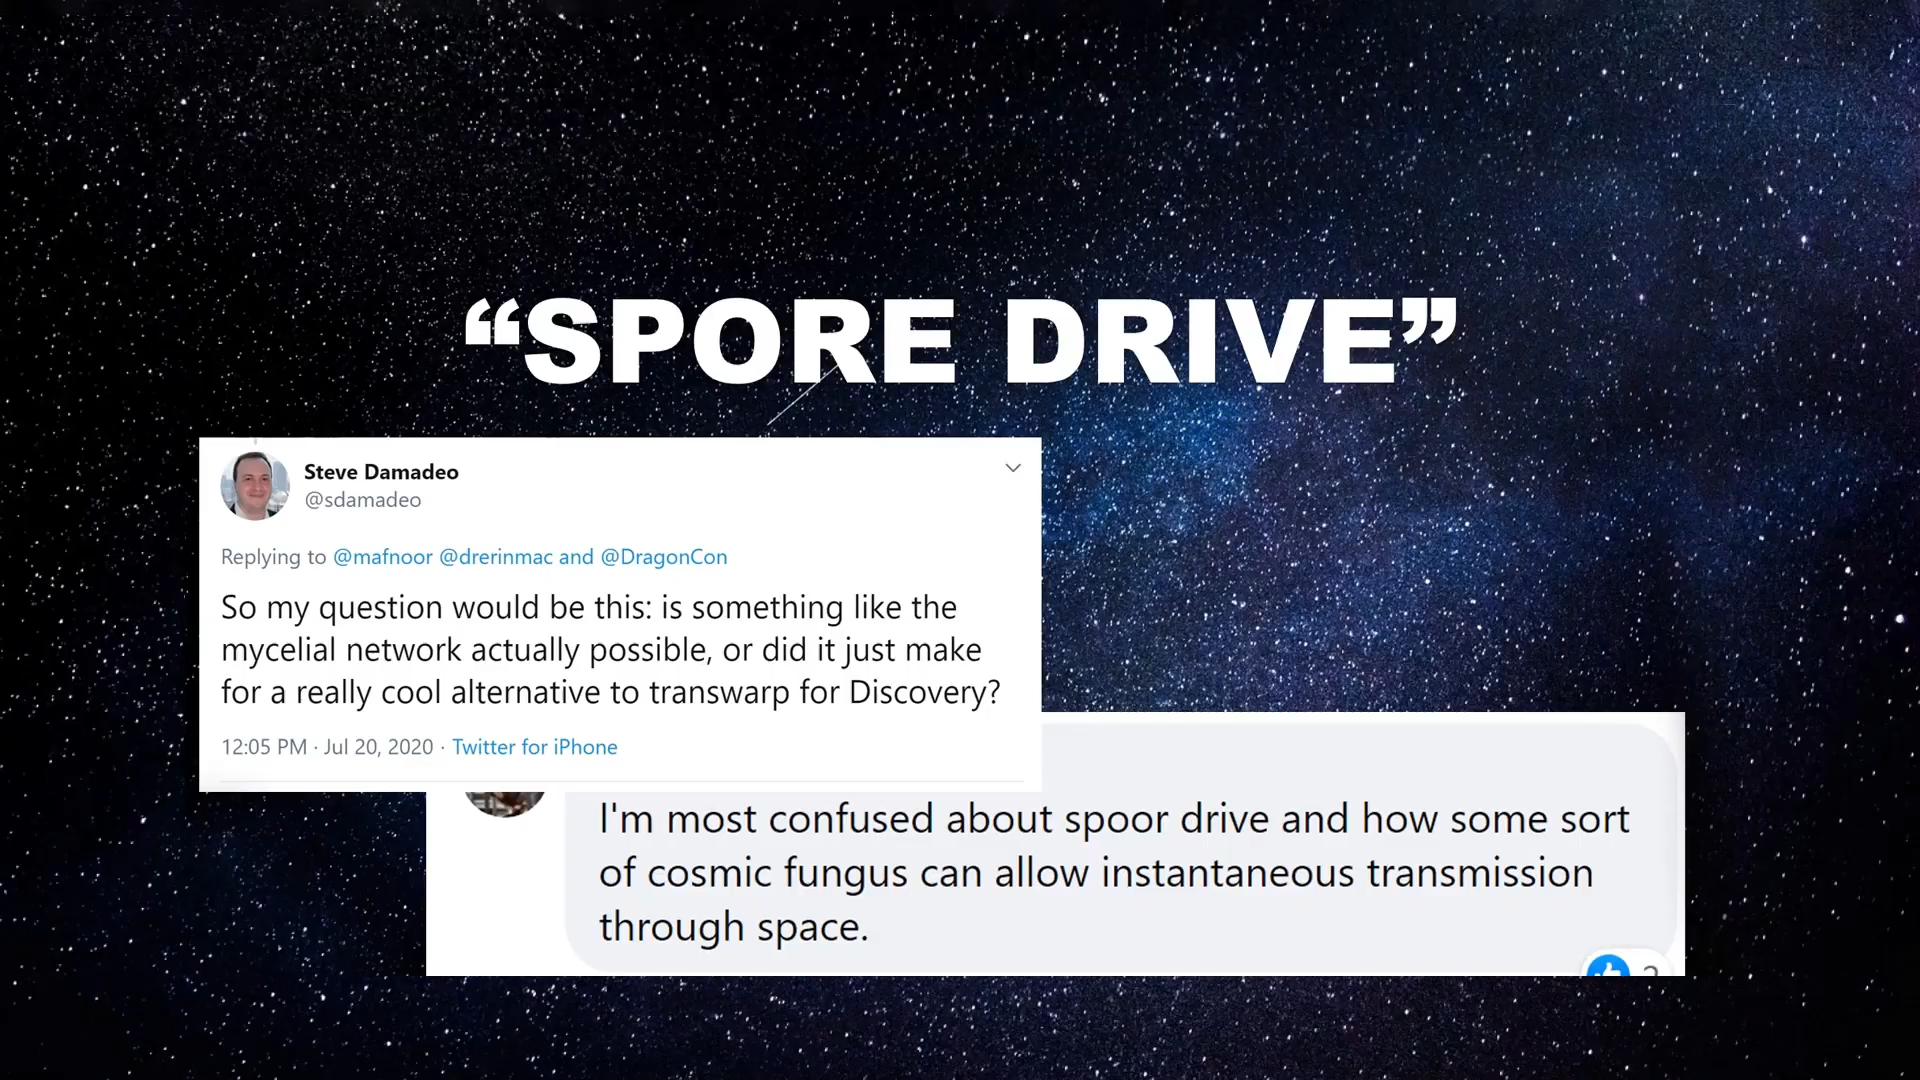 “SPORE DRIVE”
Steve Damadeo
@sdamadeo
Replying to @mafnoor @drerinmac and @DragonCon
So my question would be this: is something like the
mycelial network actually possible, or did it just make
for a really cool alternative to transwarp for Discovery?
12:05 PM · Jul 20, 2020 · Twitter for iPhone
I'm most confused about spoor drive and how some sort
of cosmic fungus can allow instantaneous transmission
through space.